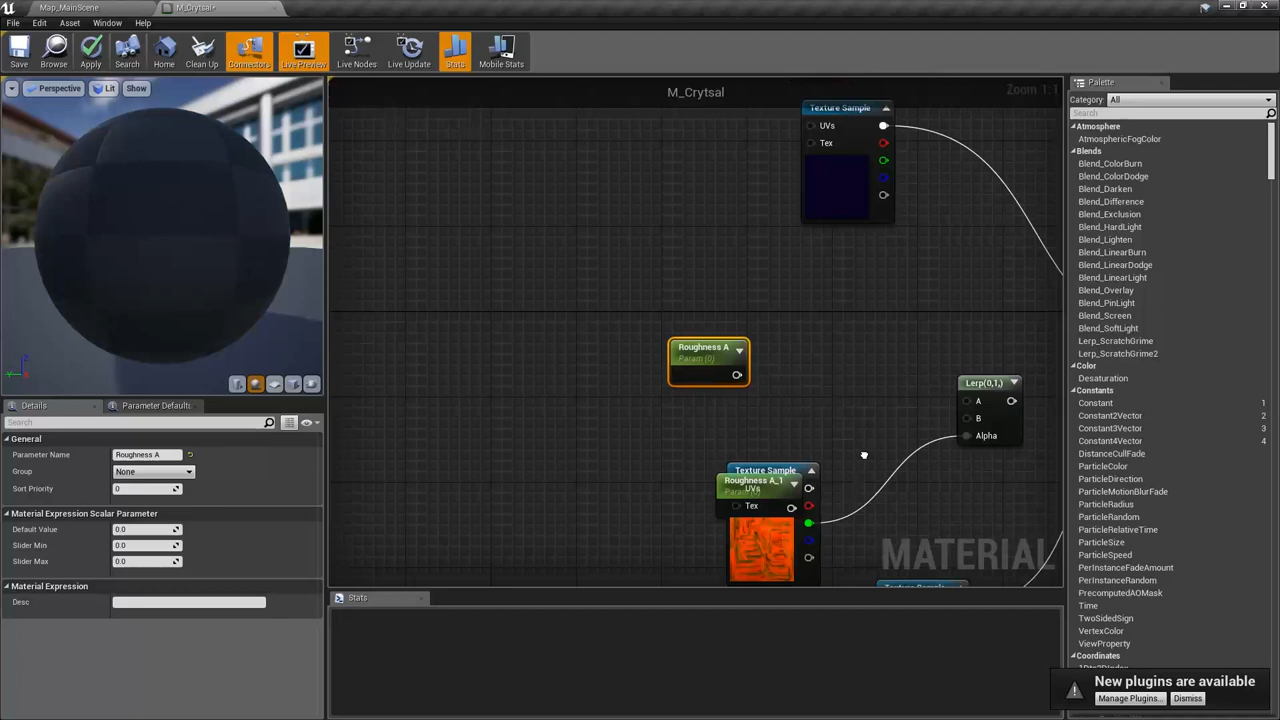 Map_MainScene
M_Crytsal*
File Edit Asset Window Help
Save
Browse
Apply
Search
Home
Clean Up
Connectors
Live Preview
Live Nodes
Live Update
Stats
Mobile Stats
Perspective
Lit
Show
M_Crytsal
Zoom 1:1
Texture Sample
UVs
Tex
Roughness A
Param (0)
Lerp(0,1,)
A
B
Alpha
Texture Sample
Roughness A_1
Param (0)
UVs
Tex
Texture Sample
MATERIAL
Details
Parameter Defaults
Search
General
Parameter Name Roughness A
Group None
Sort Priority 0
Material Expression Scalar Parameter
Default Value 0.0
Slider Min 0.0
Slider Max 0.0
Material Expression
Desc
Stats
Palette
Category: All
Search
Atmosphere
AtmosphericFogColor
Blends
Blend_ColorBurn
Blend_ColorDodge
Blend_Darken
Blend_Difference
Blend_Exclusion
Blend_HardLight
Blend_Lighten
Blend_LinearBurn
Blend_LinearDodge
Blend_LinearLight
Blend_Overlay
Blend_PinLight
Blend_Screen
Blend_SoftLight
Lerp_ScratchGrime
Lerp_ScratchGrime2
Color
Desaturation
Constants
Constant 1
Constant2Vector 2
Constant3Vector 3
Constant4Vector 4
DistanceCullFade
ParticleColor
ParticleDirection
ParticleMotionBlurFade
ParticleRadius
ParticleRandom
ParticleRelativeTime
ParticleSize
ParticleSpeed
PerInstanceFadeAmount
PerInstanceRandom
PrecomputedAOMask
Time
TwoSidedSign
VertexColor
ViewProperty
Coordinates
New plugins are available
Manage Plugins...
Dismiss